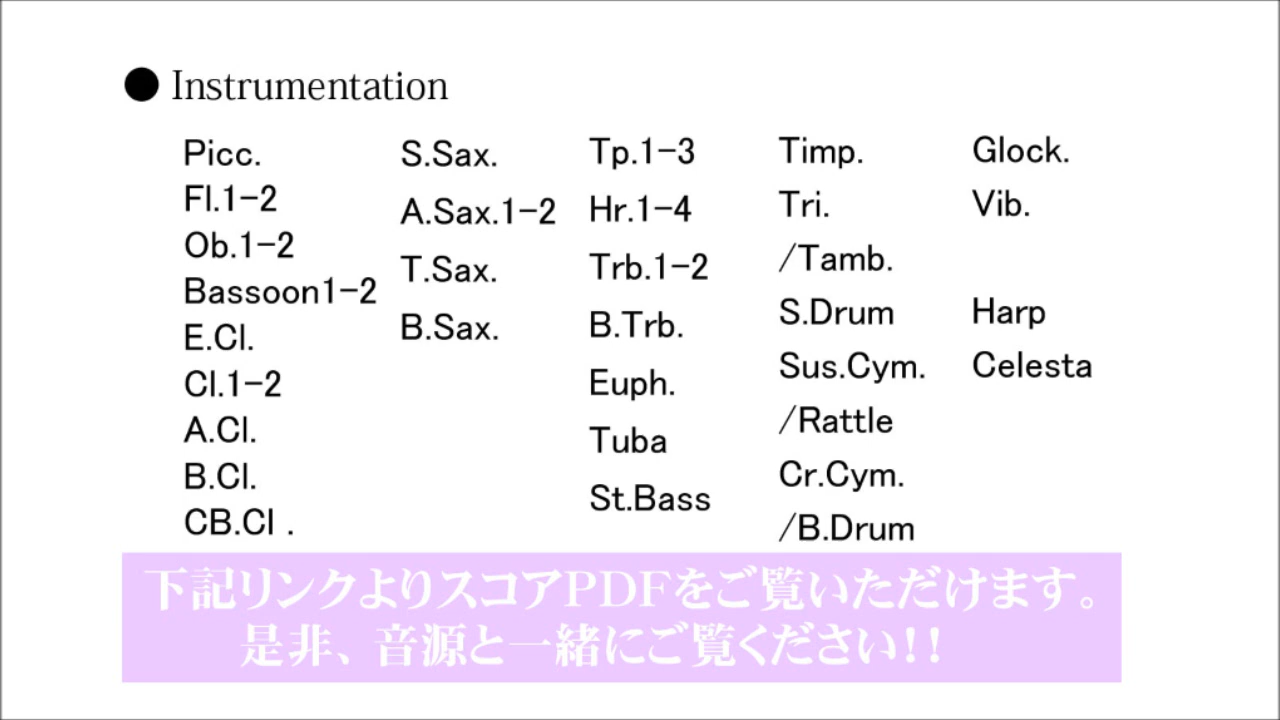 ● Instrumentation
Picc.
Fl.1-2
Ob.1-2
Bassoon1-2
E.Cl.
Cl.1-2
A.Cl.
B.Cl.
CB.Cl .
S.Sax.
A.Sax.1-2
T.Sax.
B.Sax.
Tp.1-3
Hr.1-4
Trb.1-2
B.Trb.
Euph.
Tuba
St.Bass
Timp.
Tri.
/Tamb.
S.Drum
Sus.Cym.
/Rattle
Cr.Cym.
/B.Drum
Glock.
Vib.
Harp
Celesta
下記リンクよりスコアPDFをご覧いただけます。
是非、音源と一緒にご覧ください!!